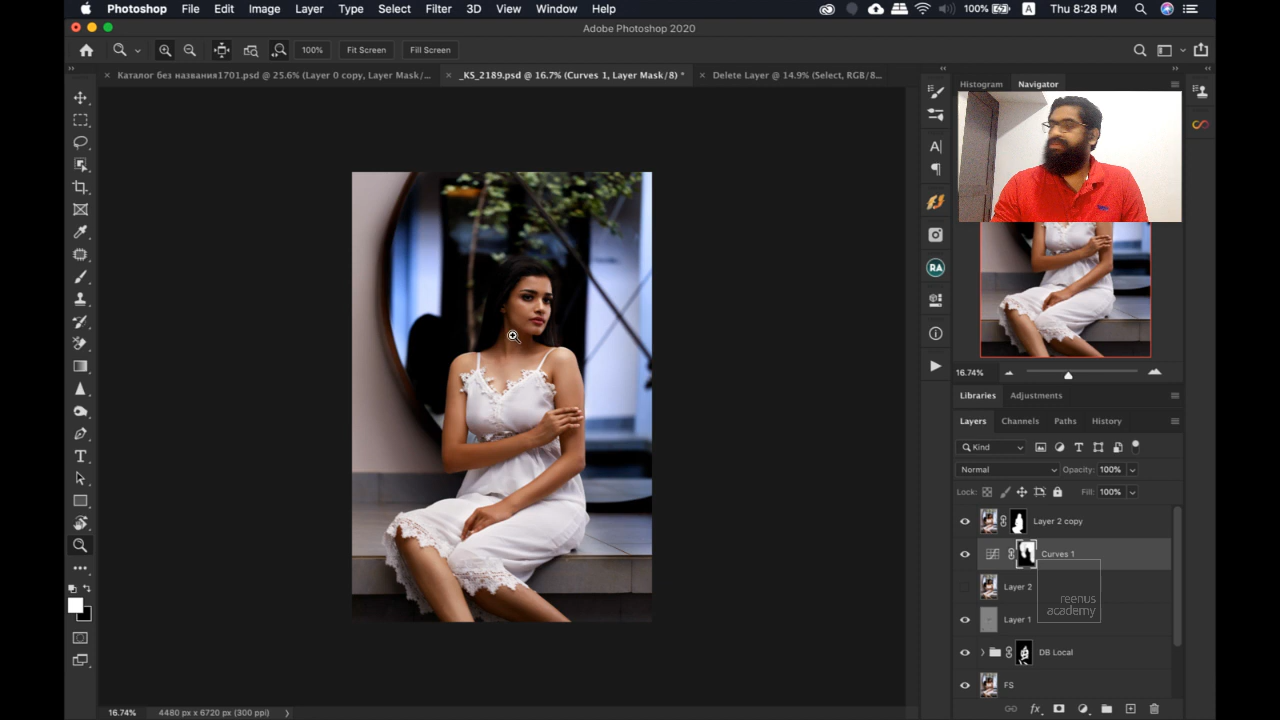 Photoshop File Edit Image Layer Type Select Filter 3D View Window Help 100% A Thu 8:28 PM
Adobe Photoshop 2020
100% Fit Screen Fill Screen
Каталог без названия1701.psd @ 25.6% (Layer 0 copy, Layer Mask/... _KS_2189.psd @ 16.7% (Curves 1, Layer Mask/8) * Delete Layer @ 14.9% (Select, RGB/8...
Histogram Navigator
A
RA
16.74%
Libraries Adjustments
Layers Channels Paths History
Kind
Normal Opacity: 100%
Lock: Fill: 100%
Layer 2 copy
Curves 1
Layer 2
reenus
academy
Layer 1
DB Local
FS
fx
T
16.74% 4480 px x 6720 px (300 ppi)